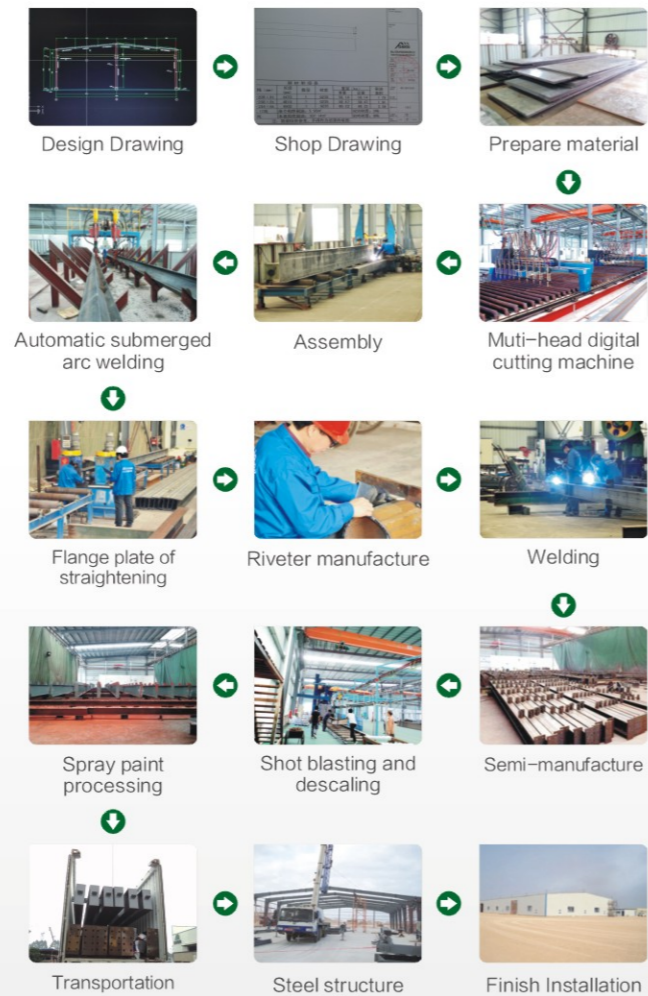 Design Drawing
Shop Drawing
Prepare material
Automatic submerged
arc welding
Assembly
Muti-head digital
cutting machine
Flange plate of
straightening
Riveter manufacture
Welding
Spray paint
processing
Shot blasting and
descaling
Semi-manufacture
Transportation
Steel structure
Finish Installation